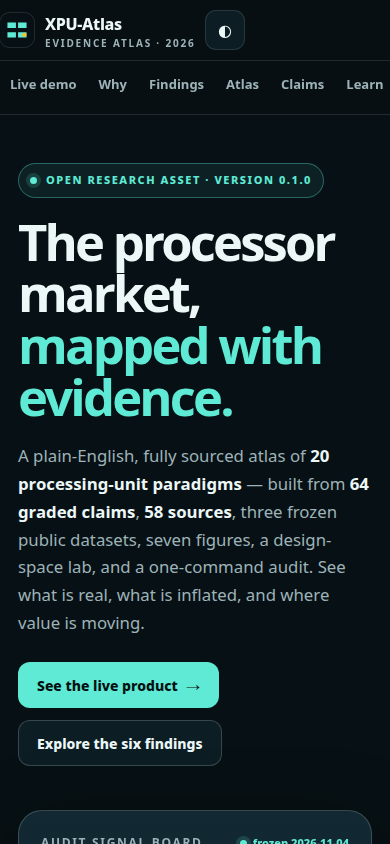 XPU-Atlas
EVIDENCE ATLAS · 2026
Live demo Why Findings Atlas Claims Learn
OPEN RESEARCH ASSET · VERSION 0.1.0
The processor
market,
mapped with
evidence.
A plain-English, fully sourced atlas of 20
processing-unit paradigms — built from 64
graded claims, 58 sources, three frozen
public datasets, seven figures, a design-
space lab, and a one-command audit. See
what is real, what is inflated, and where
value is moving.
See the live product →
Explore the six findings
AUDIT SIGNAL BOARD frozen 2026-11-04